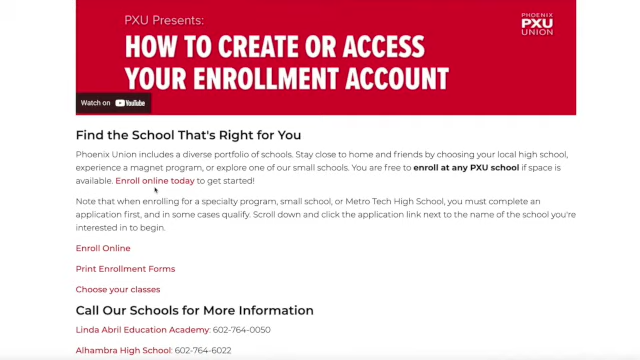 PXU Presents:
HOW TO CREATE OR ACCESS
YOUR ENROLLMENT ACCOUNT
PHOENIX
PXU
UNION
Watch on YouTube
Find the School That's Right for You
Phoenix Union includes a diverse portfolio of schools. Stay close to home and friends by choosing your local high school,
experience a magnet program, or explore one of our small schools. You are free to enroll at any PXU school if space is
available. Enroll online today to get started!
Note that when enrolling for a specialty program, small school, or Metro Tech High School, you must complete an
application first, and in some cases qualify. Scroll down and click the application link next to the name of the school you're
interested in to begin.
Enroll Online
Print Enrollment Forms
Choose your classes
Call Our Schools for More Information
Linda Abril Education Academy: 602-764-0050
Alhambra High School: 602-764-6022